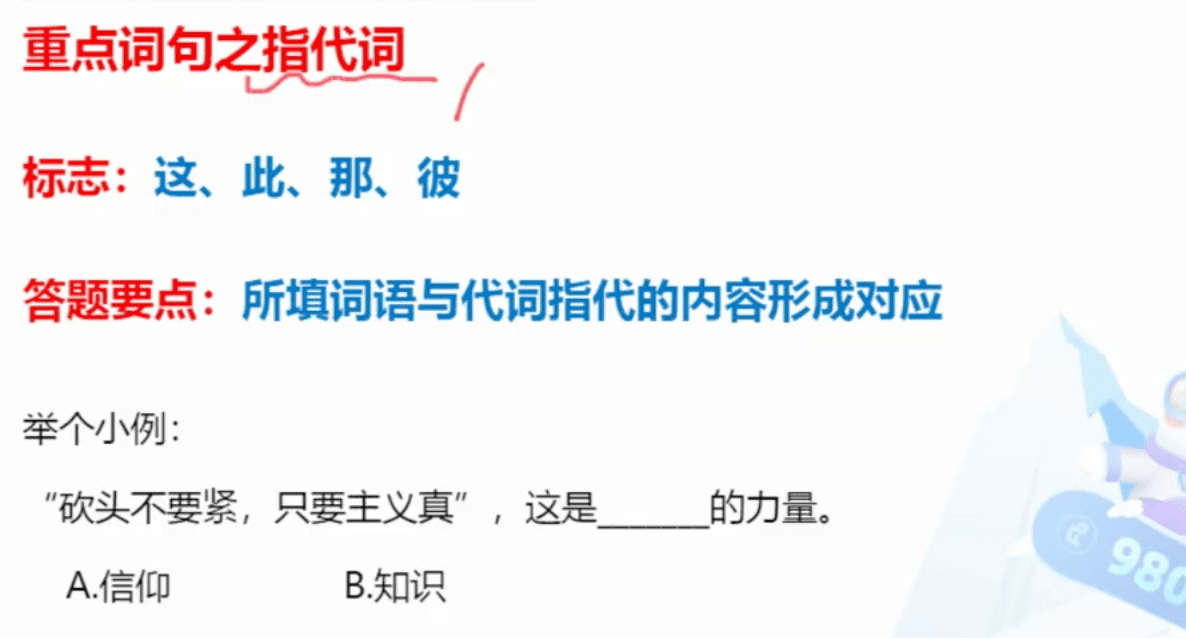 重点词句之指代词
标志：这、此、那、彼
答题要点：所填词语与代词指代的内容形成对应
举个小例：
“砍头不要紧，只要主义真”，这是______的力量。
A.信仰 B.知识
980